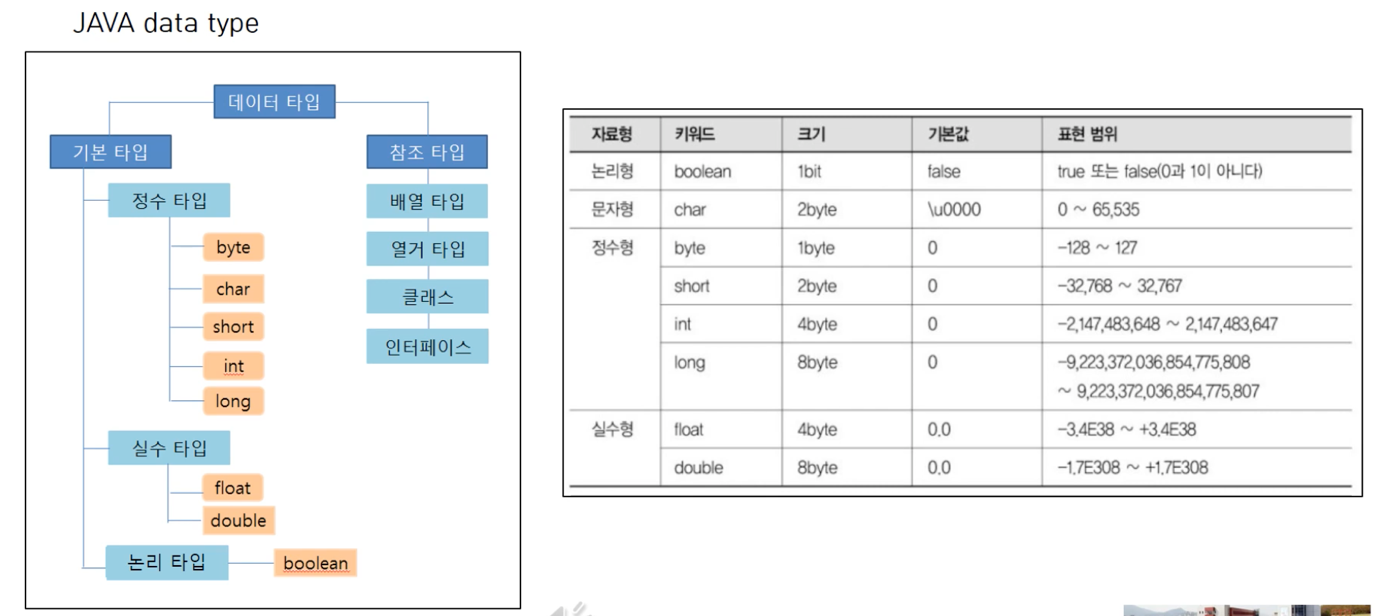 JAVA data type
데이터 타입
기본 타입
참조 타입
정수 타입
배열 타입
byte
열거 타입
char
클래스
short
인터페이스
int
long
실수 타입
float
double
논리 타입
boolean
자료형 키워드 크기 기본값 표현 범위
논리형 boolean 1bit false true 또는 false(0과 1이 아니다)
문자형 char 2byte \u0000 0 ~ 65,535
정수형 byte 1byte 0 -128 ~ 127
short 2byte 0 -32,768 ~ 32,767
int 4byte 0 -2,147,483,648 ~ 2,147,483,647
long 8byte 0 -9,223,372,036,854,775,808
~ 9,223,372,036,854,775,807
실수형 float 4byte 0.0 -3.4E38 ~ +3.4E38
double 8byte 0.0 -1.7E308 ~ +1.7E308